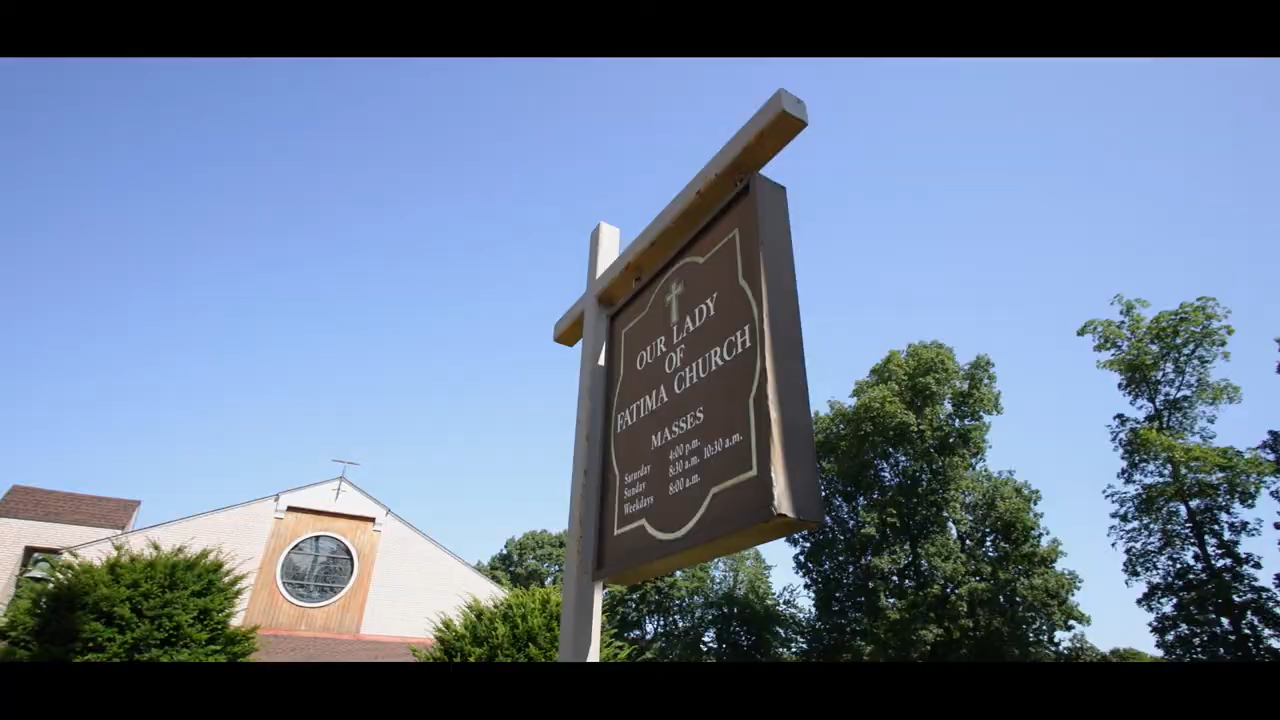 OUR LADY
OF
FATIMA CHURCH
MASSES
Saturday 4:00 p.m.
Sunday 8:30 a.m. 10:30 a.m.
Weekdays 8:00 a.m.